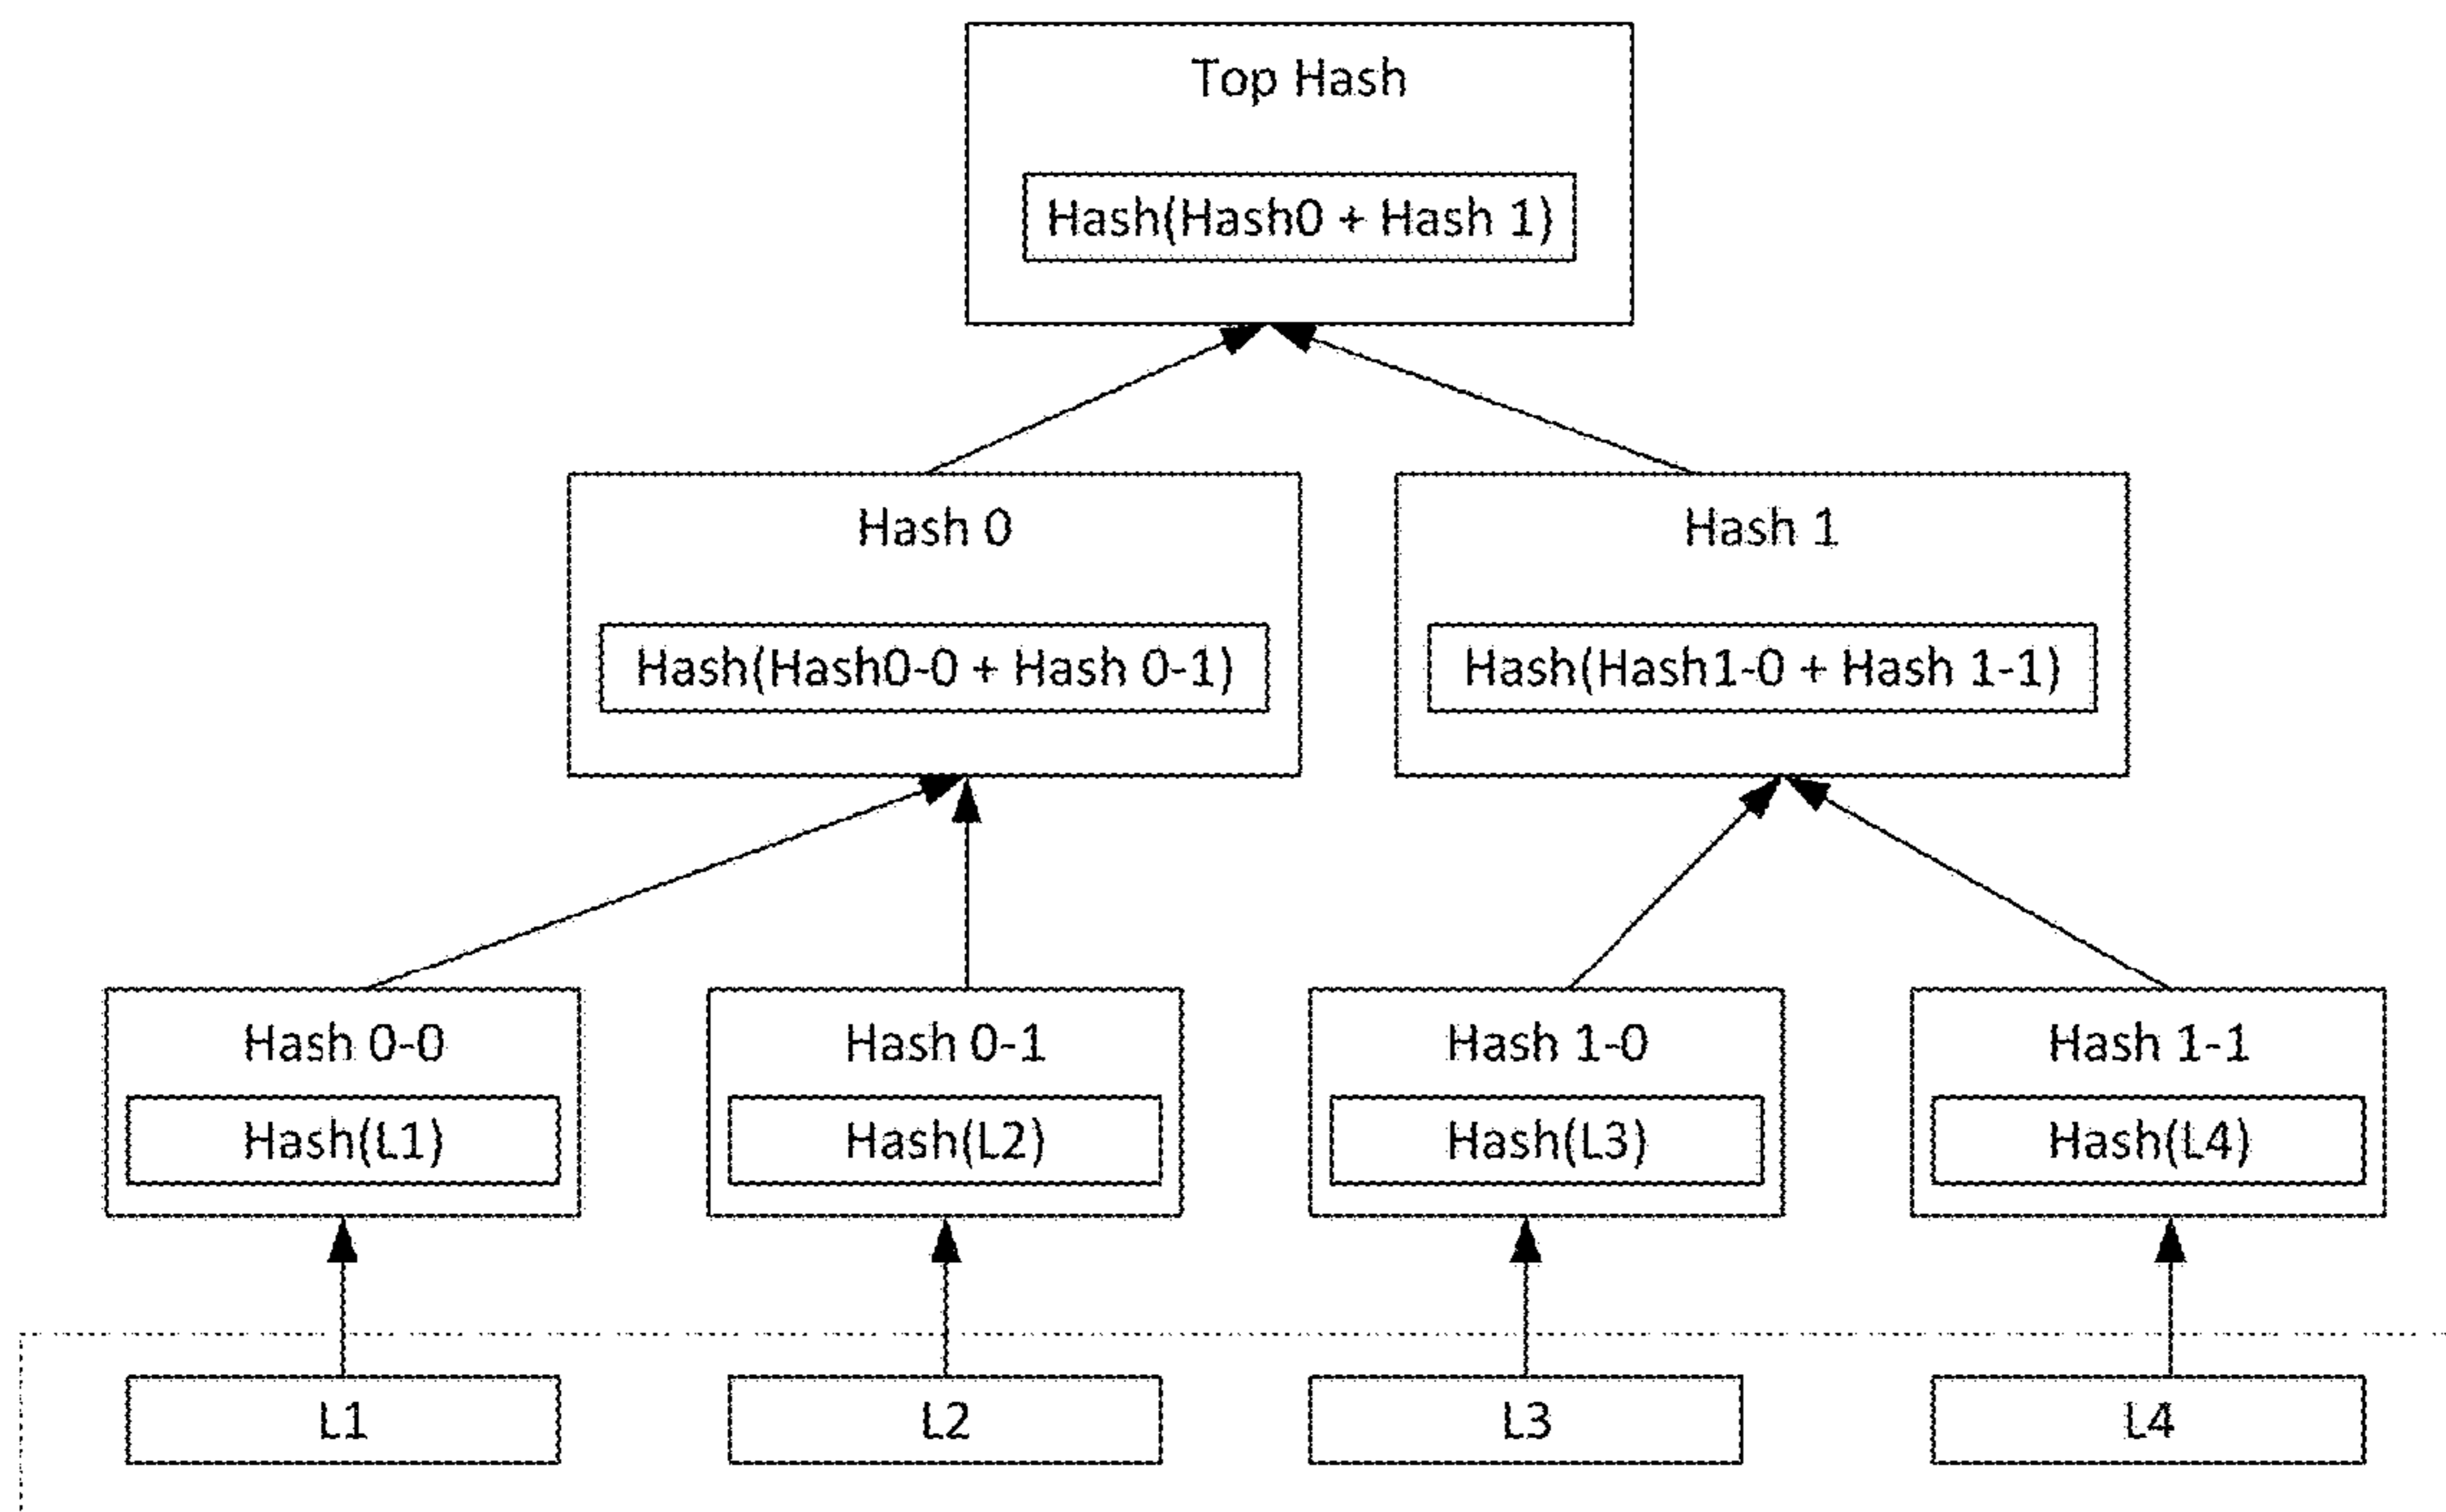 Top Hash
Hash(Hash0 + Hash 1)
Hash 0
Hash 1
Hash(Hash0-0 + Hash 0-1)
Hash(Hash1-0 + Hash 1-1)
Hash 0-0
Hash 0-1
Hash 1-0
Hash 1-1
Hash(L1)
Hash(L2)
Hash(L3)
Hash(L4)
L1
L2
L3
L4